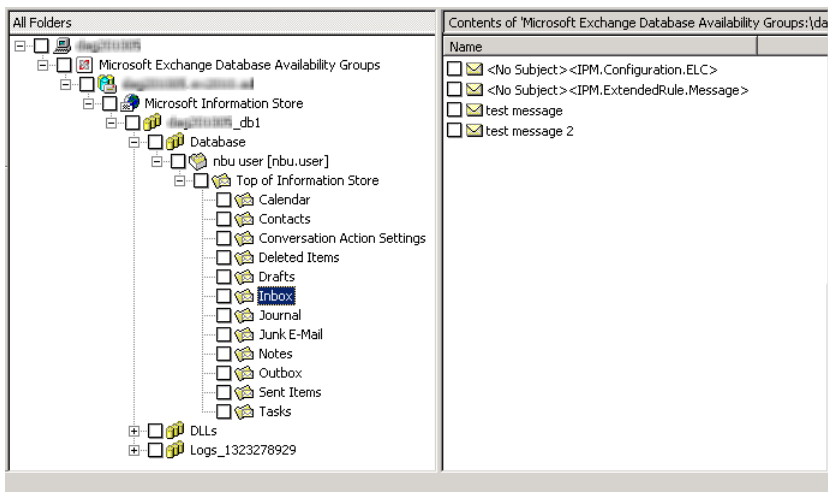 All Folders
Microsoft Exchange Database Availability Groups
Microsoft Information Store
_db1
Database
nbu user [nbu.user]
Top of Information Store
Calendar
Contacts
Conversation Action Settings
Deleted Items
Drafts
Inbox
Journal
Junk E-Mail
Notes
Outbox
Sent Items
Tasks
DLLs
Logs_1323278929
Contents of 'Microsoft Exchange Database Availability Groups:\da
Name
<No Subject><IPM.Configuration.ELC>
<No Subject><IPM.ExtendedRule.Message>
test message
test message 2